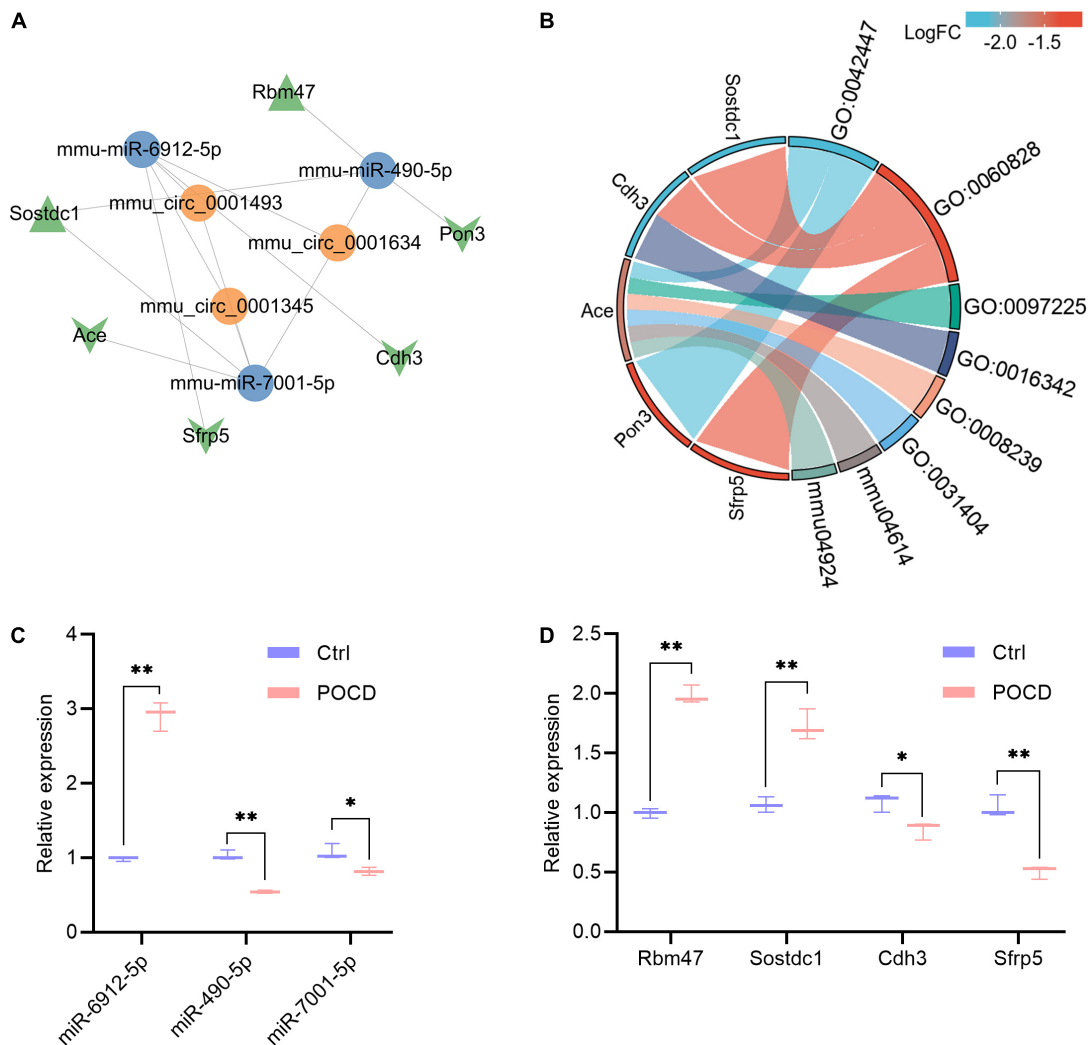 A
Rbm47
mmu-miR-6912-5p
mmu-miR-490-5p
mmu_circ_0001493
Sostdc1
Pon3
mmu_circ_0001634
mmu_circ_0001345
Ace
Cdh3
mmu-miR-7001-5p
Sfrp5
B
LogFC
-2.0 -1.5
Sostdc1
GO:0042447
GO:0060828
Cdh3
Ace
GO:0097225
GO:0016342
Pon3
GO:0008239
GO:0031404
Sfrp5
mmu04924
mmu04614
C
4
3
2
1
0
Relative expression
Ctrl
POCD
**
**
*
miR-6912-5p
miR-490-5p
miR-7001-5p
D
2.5
2.0
1.5
1.0
0.5
0.0
Relative expression
Ctrl
POCD
**
**
*
**
Rbm47 Sostdc1 Cdh3 Sfrp5